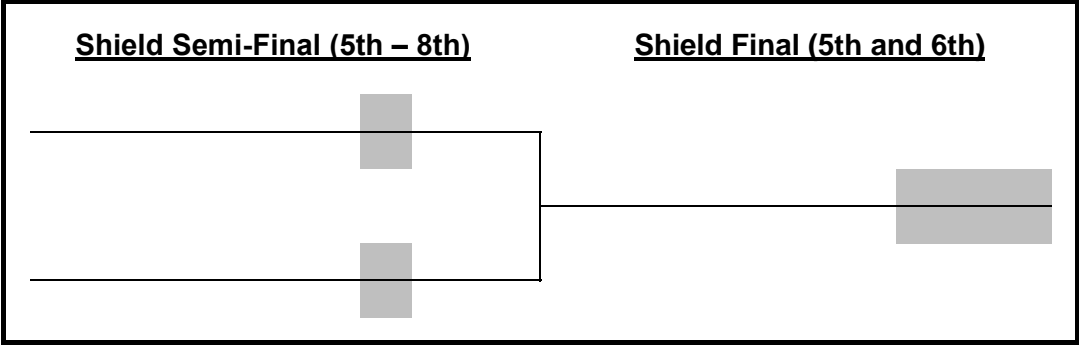 Shield Semi-Final (5th – 8th)
Shield Final (5th and 6th)